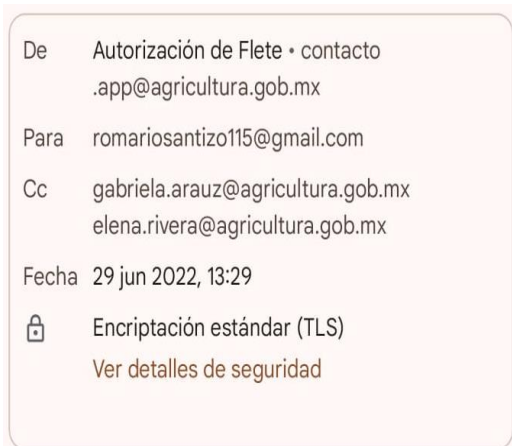 De Autorización de Flete • contacto
.app@agricultura.gob.mx
Para romariosantizo115@gmail.com
Cc gabriela.arauz@agricultura.gob.mx
elena.rivera@agricultura.gob.mx
Fecha 29 jun 2022, 13:29
Encriptación estándar (TLS)
Ver detalles de seguridad